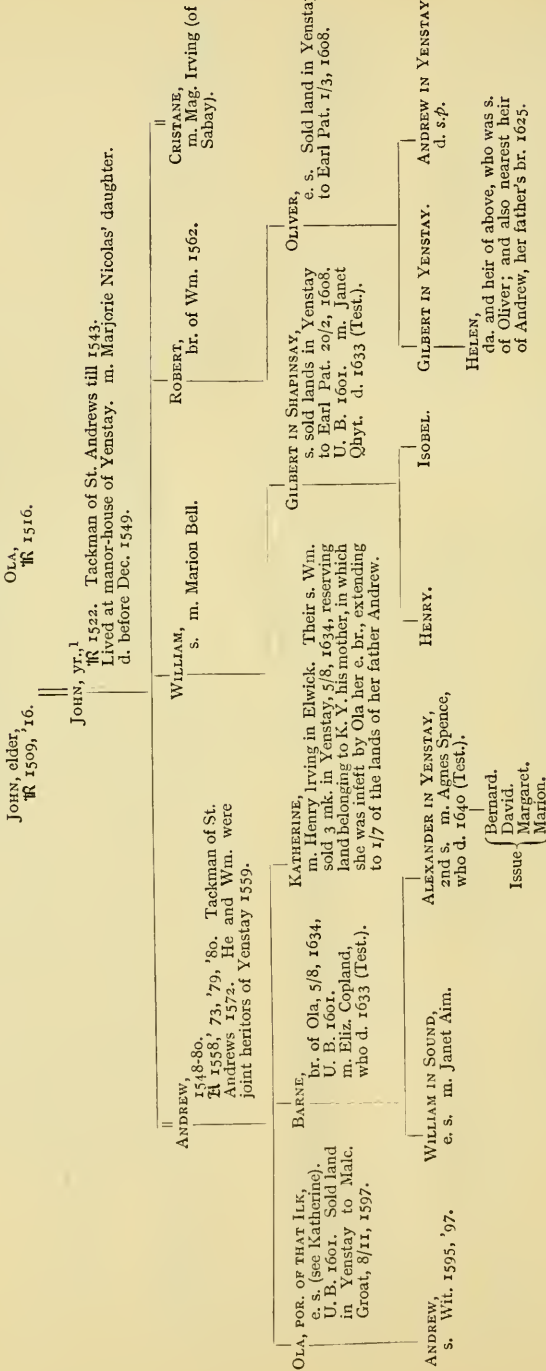 JOHN, elder,
R 1509, '16.
OLA,
R 1516.
JOHN, yr.,1
R 1522. Tackman of St. Andrews till 1543.
Lived at manor-house of Yenstay. m. Marjorie Nicolas' daughter.
d. before Dec. 1549.
ANDREW,
1548-80.
R 1558,' 73, '79, '80. Tackman of St.
Andrews 1572. He and Wm. were
joint heritors of Yenstay 1559.
WILLIAM,
s. m. Marion Bell.
ROBERT,
br. of Wm. 1562.
CRISTANE,
m. Mag. Irving (of
Sabay).
OLA, POR. OF THAT ILK,
e. s. (see Katherine).
U. B. 1601. Sold land
in Yenstay to Malc.
Groat, 8/11, 1597.
BARNE,
br. of Ola, 5/8, 1634,
U. B. 1601.
m. Eliz. Copland,
who d. 1633 (Test.).
KATHERINE,
m. Henry Irving in Elwick. Their s. Wm.
sold 3 mk. in Yenstay, 5/8, 1634, reserving
land belonging to K. Y. his mother, in which
she was infeft by Ola her e. br., extending
to 1/7 of the lands of her father Andrew.
GILBERT IN SHAPINSAY,
s. sold lands in Yenstay
to Earl Pat. 20/2, 1608.
U. B. 1601. m. Janet
Qhyt. d. 1633 (Test.).
OLIVER,
e. s. Sold land in Yenstay
to Earl Pat. 1/3, 1608.
ANDREW,
s. Wit. 1595, '97.
WILLIAM IN SOUND,
e. s. m. Janet Aim.
ALEXANDER IN YENSTAY,
2nd s. m. Agnes Spence,
who d. 1640 (Test.).
HENRY.
ISOBEL.
GILBERT IN YENSTAY.
ANDREW IN YENSTAY
d. s.p.
Issue
Bernard.
David.
Margaret.
Marion.
HELEN,
da. and heir of above, who was s.
of Oliver; and also nearest heir
of Andrew, her father's br. 1625.